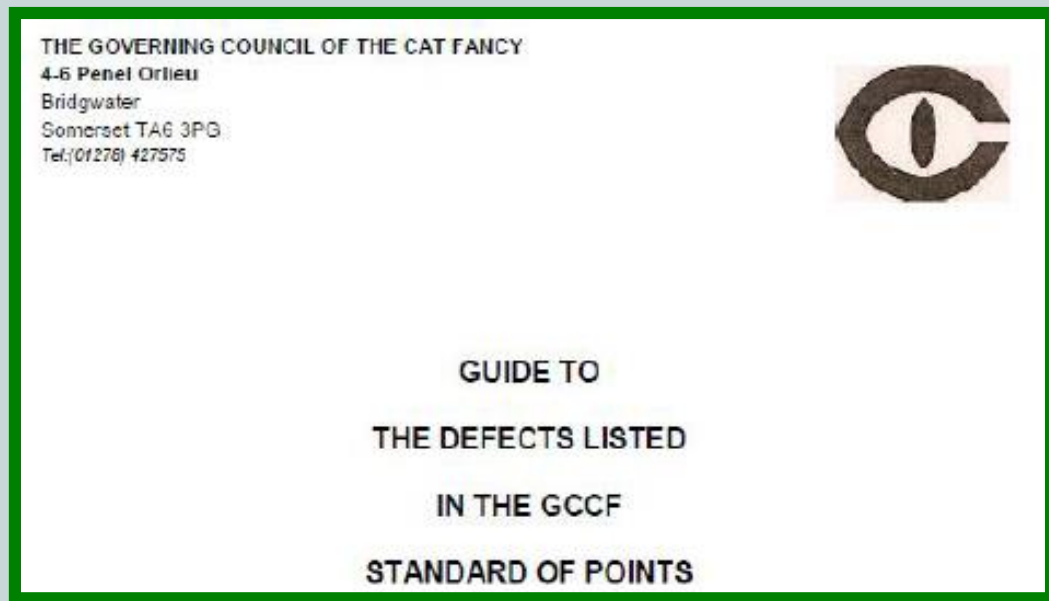 THE GOVERNING COUNCIL OF THE CAT FANCY
4-6 Penel Orlieu
Bridgwater
Somerset TA6 3PG
Tel:(01278) 427575
GUIDE TO
THE DEFECTS LISTED
IN THE GCCF
STANDARD OF POINTS